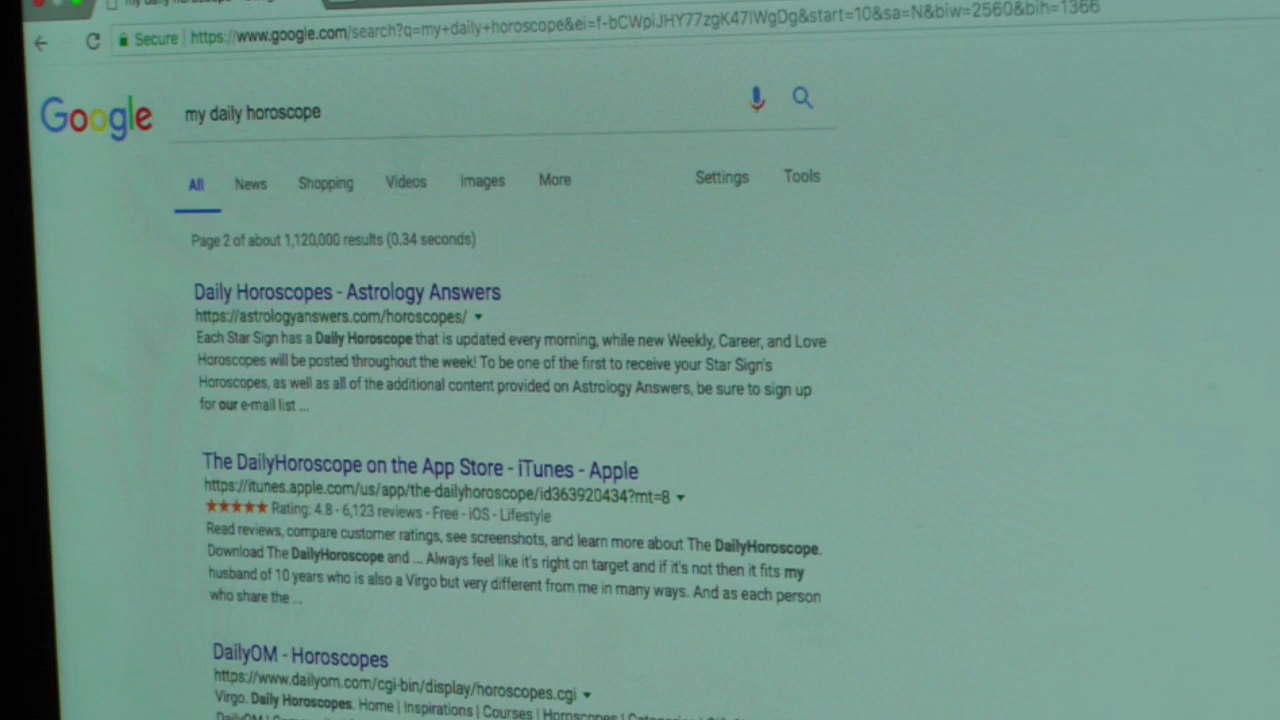 Secure https://www.google.com/search?q=my+daily+horoscope&ei=f-bCWpiJHY77zgK47IWgDg&start=10&sa=N&biw=2560&bih=1366
Google my daily horoscope
All News Shopping Videos Images More Settings Tools
Page 2 of about 1,120,000 results (0.34 seconds)
Daily Horoscopes - Astrology Answers
https://astrologyanswers.com/horoscopes/
Each Star Sign has a Daily Horoscope that is updated every morning, while new Weekly, Career, and Love
Horoscopes will be posted throughout the week! To be one of the first to receive your Star Sign's
Horoscopes, as well as all of the additional content provided on Astrology Answers, be sure to sign up
for our e-mail list ...
The DailyHoroscope on the App Store - iTunes - Apple
https://itunes.apple.com/us/app/the-dailyhoroscope/id363920434?mt=8
Rating: 4.8 - 6,123 reviews - Free - iOS - Lifestyle
Read reviews, compare customer ratings, see screenshots, and learn more about The DailyHoroscope.
Download The DailyHoroscope and ... Always feel like it's right on target and if it's not then it fits my
husband of 10 years who is also a Virgo but very different from me in many ways. And as each person
who share the ...
DailyOM - Horoscopes
https://www.dailyom.com/cgi-bin/display/horoscopes.cgi
Virgo. Daily Horoscopes. Home | Inspirations | Courses | Horoscopes |
DailyOM |